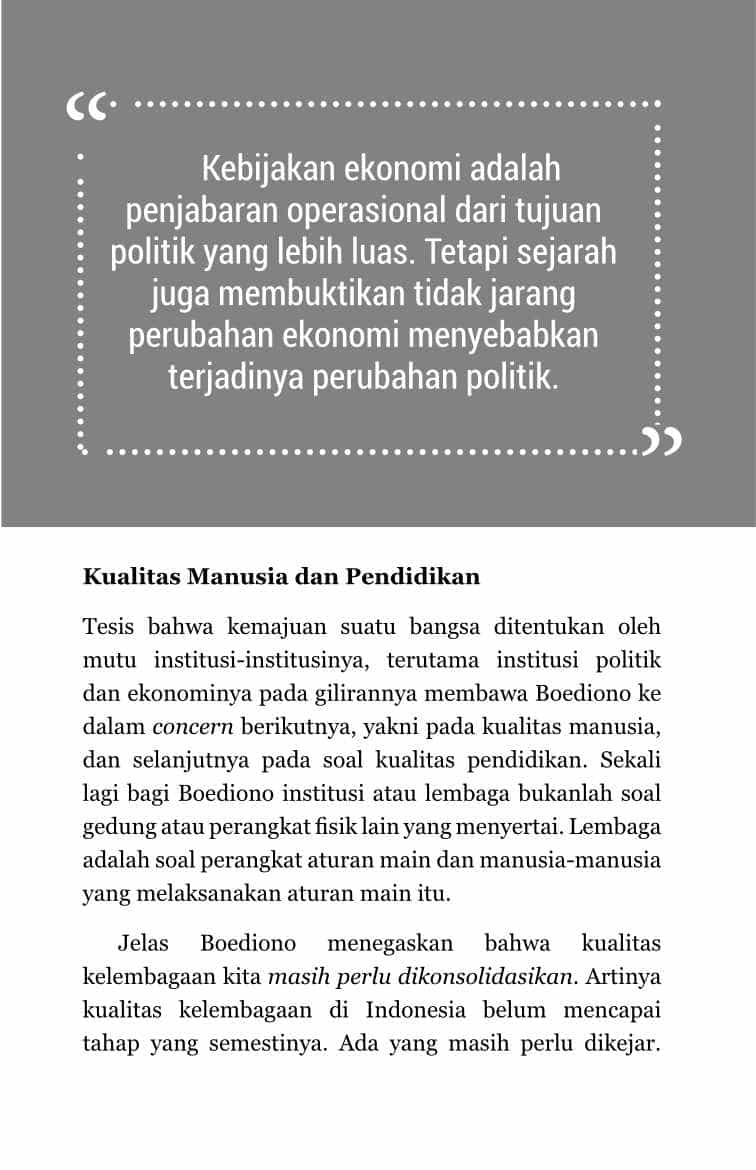 “
Kebijakan ekonomi adalah
penjabaran operasional dari tujuan
politik yang lebih luas. Tetapi sejarah
juga membuktikan tidak jarang
perubahan ekonomi menyebabkan
terjadinya perubahan politik.
”
Kualitas Manusia dan Pendidikan
Tesis bahwa kemajuan suatu bangsa ditentukan oleh
mutu institusi-institusinya, terutama institusi politik
dan ekonominya pada gilirannya membawa Boediono ke
dalam concern berikutnya, yakni pada kualitas manusia,
dan selanjutnya pada soal kualitas pendidikan. Sekali
lagi bagi Boediono institusi atau lembaga bukanlah soal
gedung atau perangkat fisik lain yang menyertai. Lembaga
adalah soal perangkat aturan main dan manusia-manusia
yang melaksanakan aturan main itu.
Jelas Boediono menegaskan bahwa kualitas
kelembagaan kita masih perlu dikonsolidasikan. Artinya
kualitas kelembagaan di Indonesia belum mencapai
tahap yang semestinya. Ada yang masih perlu dikejar.